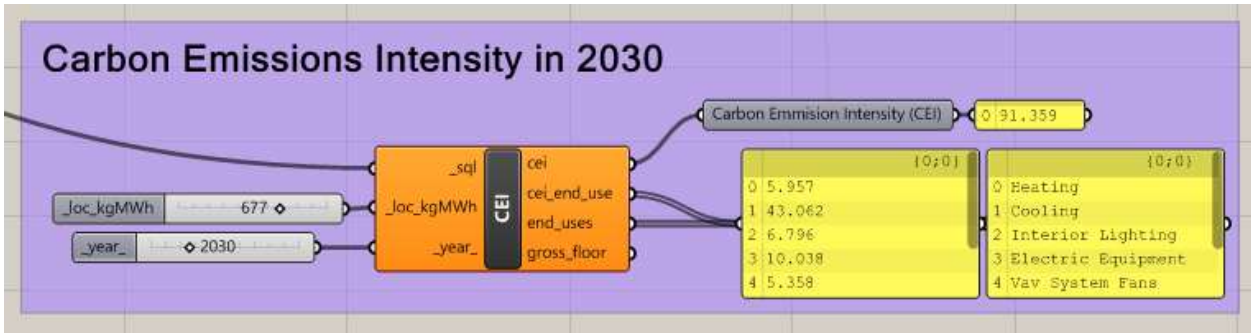 Carbon Emissions Intensity in 2030
Carbon Emmision Intensity (CEI)
0 91.359
_sql
_loc_kgMWh
_year_
CEI
cei
cei_end_use
end_uses
gross_floor
_loc_kgMWh 677
_year_ 2030
{0;0}
0 5.957
1 43.062
2 6.796
3 10.038
4 5.358
{0;0}
0 Heating
1 Cooling
2 Interior Lighting
3 Electric Equipment
4 Vav System Fans